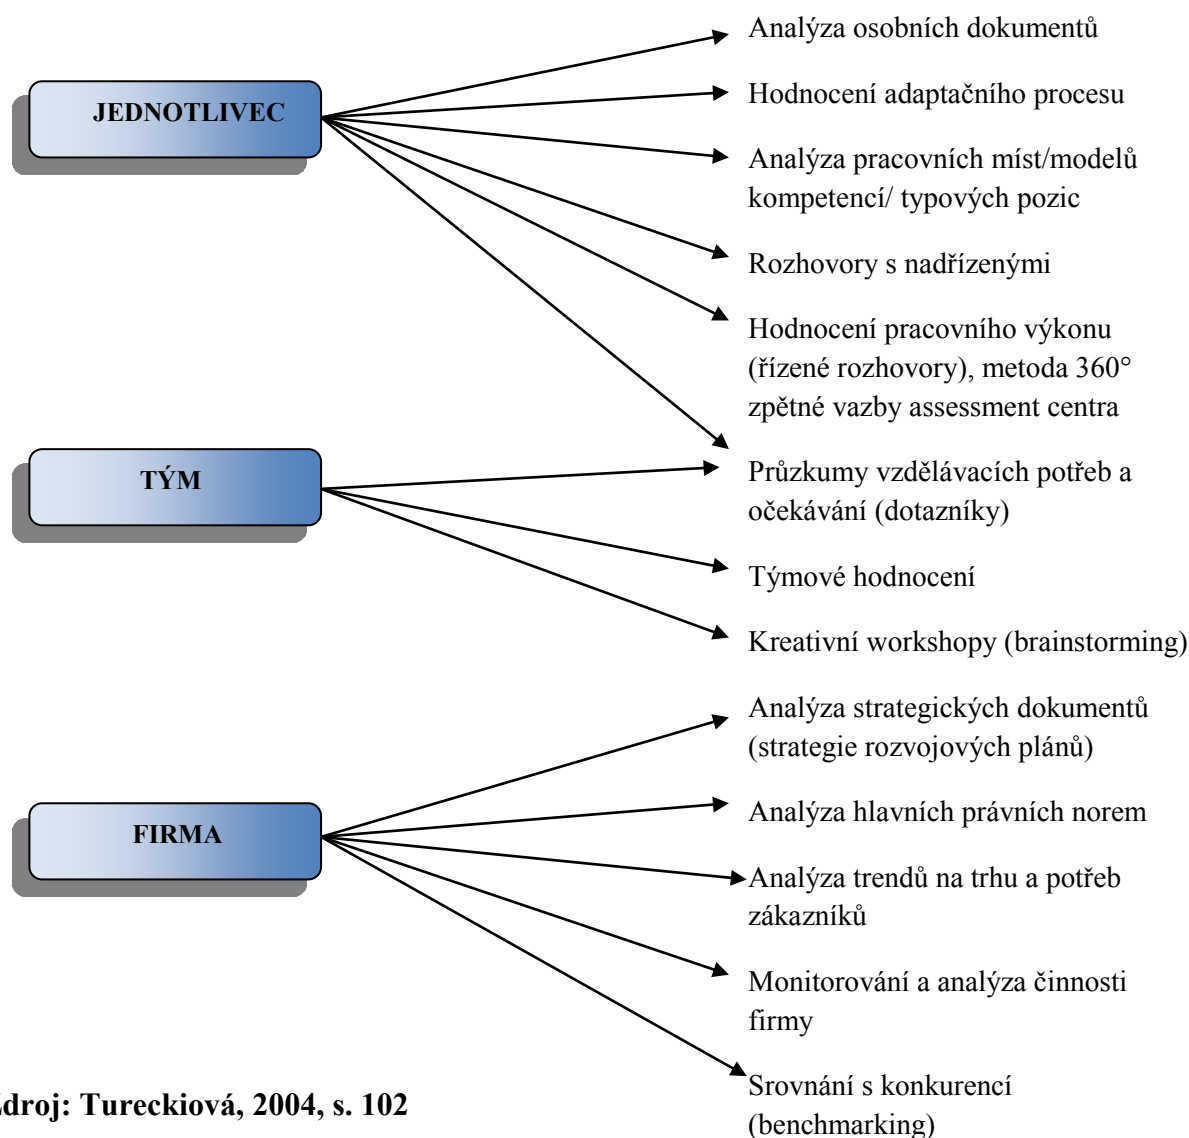 Analýza osobních dokumentů
JEDNOTLIVEC
Hodnocení adaptačního procesu
Analýza pracovních míst/modelů
kompetencí/ typových pozic
Rozhovory s nadřízenými
Hodnocení pracovního výkonu
(řízené rozhovory), metoda 360°
zpětné vazby assessment centra
TÝM
Průzkumy vzdělávacích potřeb a
očekávání (dotazníky)
Týmové hodnocení
Kreativní workshopy (brainstorming)
Analýza strategických dokumentů
(strategie rozvojových plánů)
FIRMA
Analýza hlavních právních norem
Analýza trendů na trhu a potřeb
zákazníků
Monitorování a analýza činnosti
firmy
Srovnání s konkurencí
(benchmarking)
Zdroj: Tureckiová, 2004, s. 102